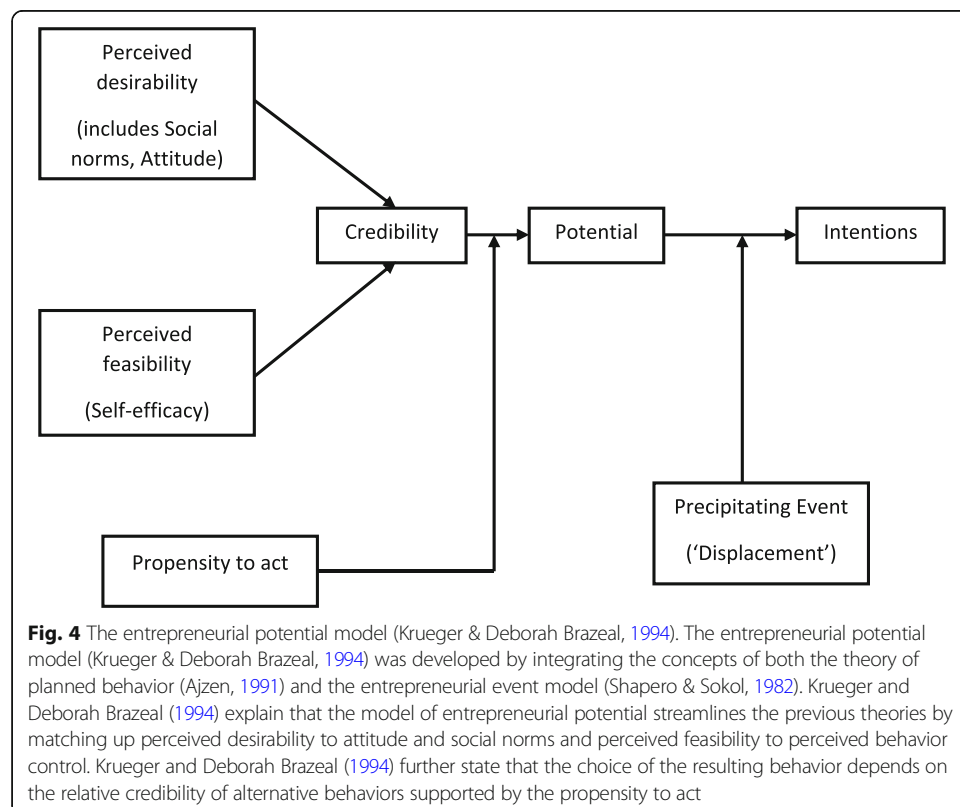 Perceived
desirability
(includes Social
norms, Attitude)
Credibility
Potential
Intentions
Perceived
feasibility
(Self-efficacy)
Precipitating Event
(‘Displacement’)
Propensity to act
Fig. 4 The entrepreneurial potential model (Krueger & Deborah Brazeal, 1994). The entrepreneurial potential
model (Krueger & Deborah Brazeal, 1994) was developed by integrating the concepts of both the theory of
planned behavior (Ajzen, 1991) and the entrepreneurial event model (Shapero & Sokol, 1982). Krueger and
Deborah Brazeal (1994) explain that the model of entrepreneurial potential streamlines the previous theories by
matching up perceived desirability to attitude and social norms and perceived feasibility to perceived behavior
control. Krueger and Deborah Brazeal (1994) further state that the choice of the resulting behavior depends on
the relative credibility of alternative behaviors supported by the propensity to act